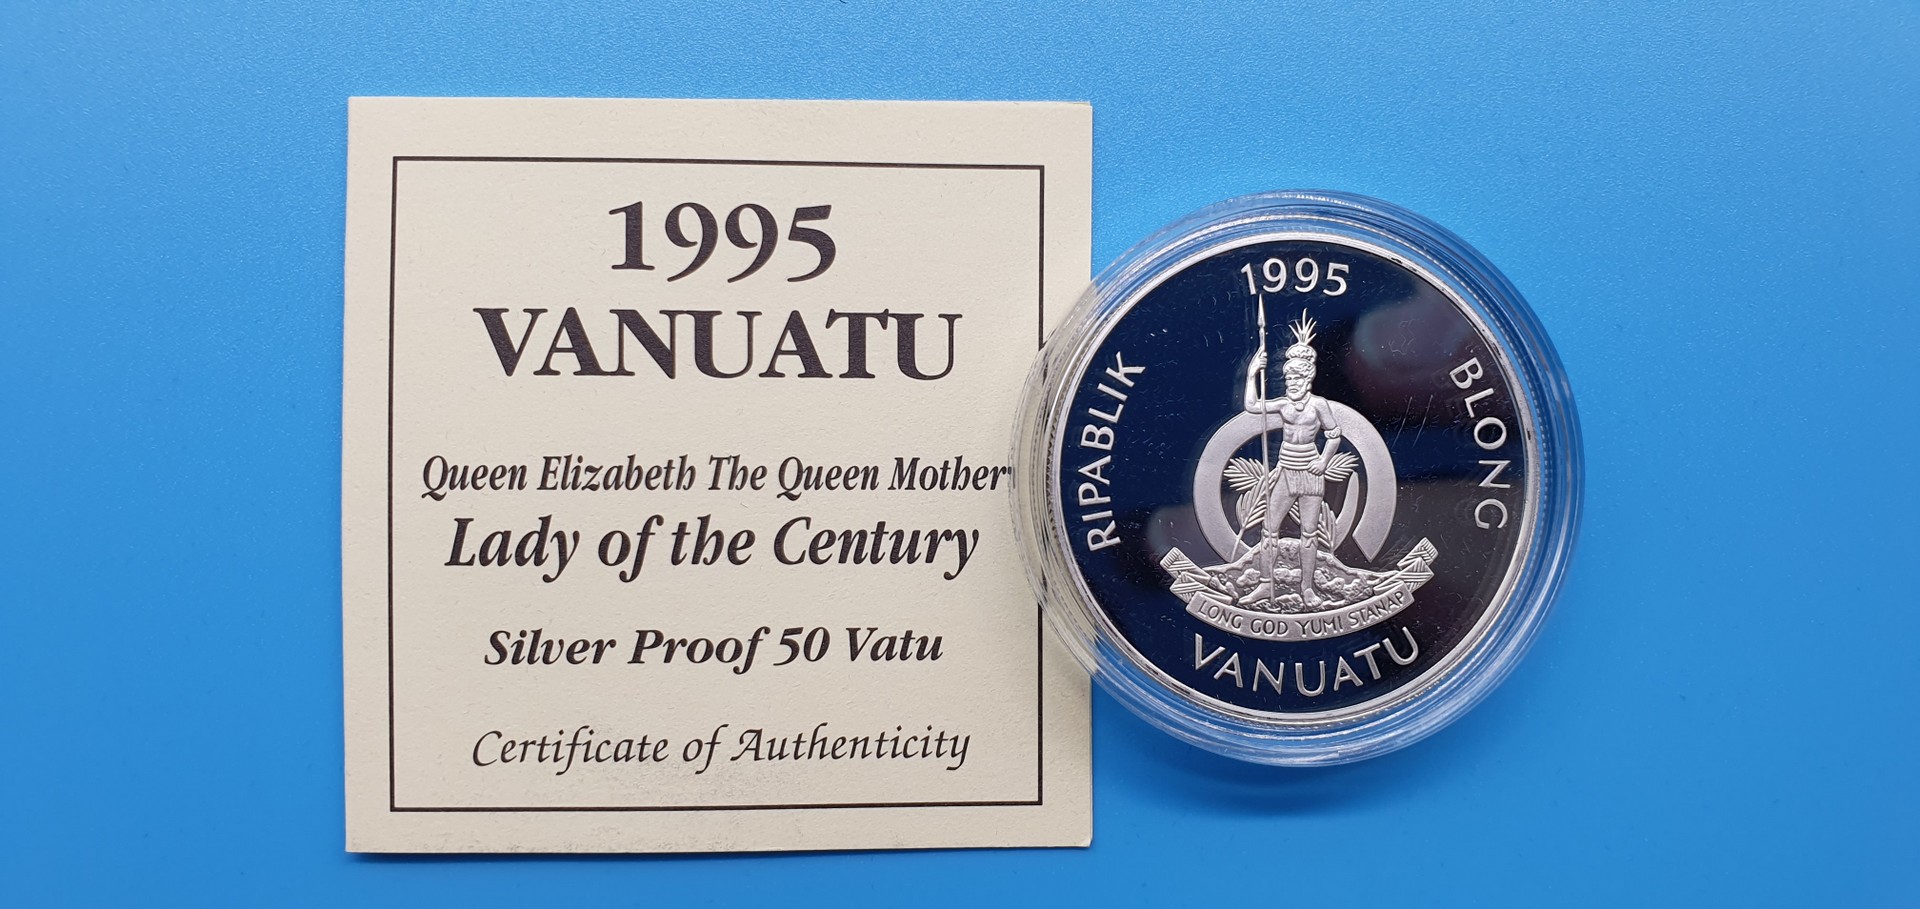 1995
VANUATU
Queen Elizabeth The Queen Mother
Lady of the Century
Silver Proof 50 Vatu
Certificate of Authenticity
1995
RIPABLIK
BLONG
LONG GOD YUMI STANAP
VANUATU